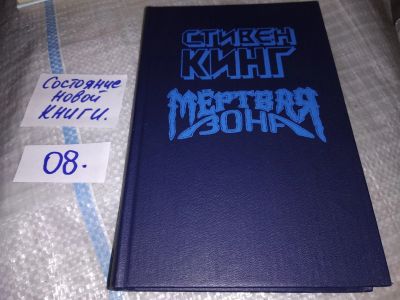 СТИВЕН
КИНГ
МЁРТВАЯ
ЗОНА
Состояние
новой
КНИГИ.
08.